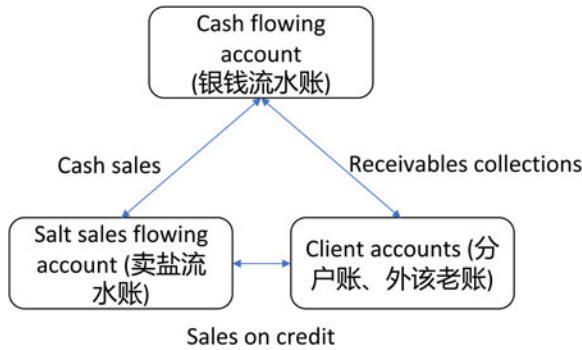 Cash flowing
account
(银钱流水账)
Cash sales
Receivables collections
Salt sales flowing
account (卖盐流
水账)
Client accounts (分
户账、外该老账)
Sales on credit